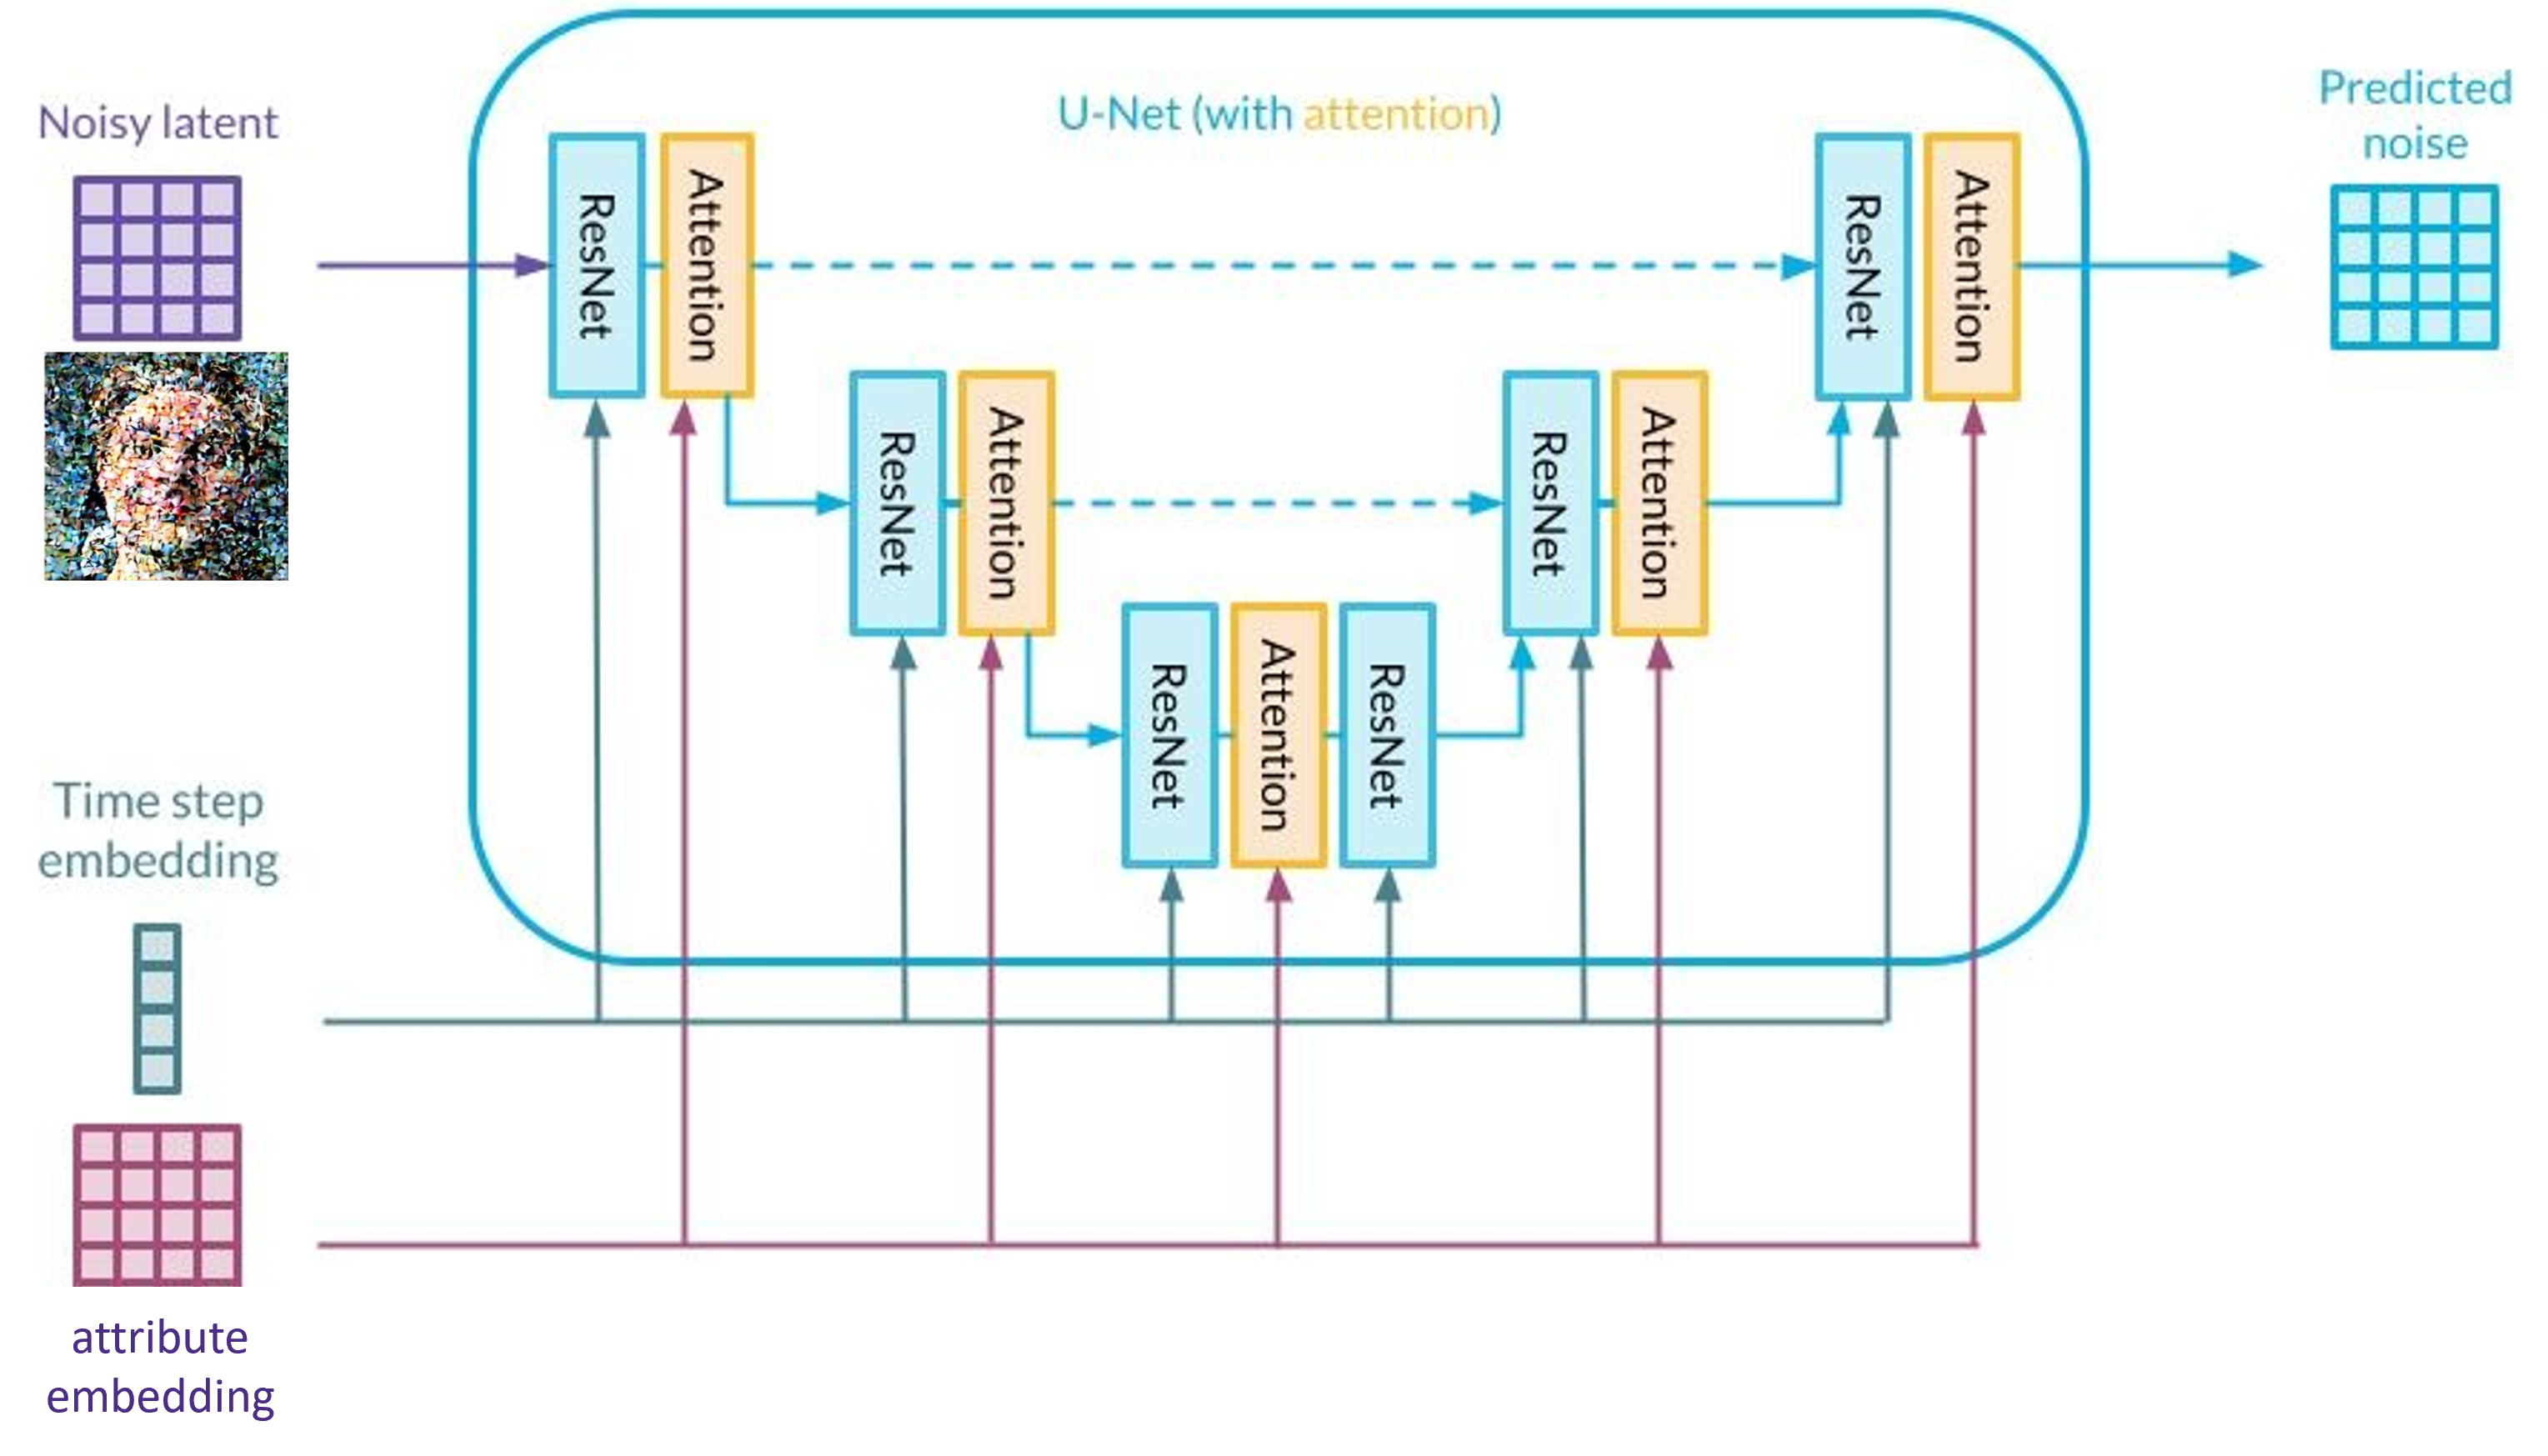 U-Net (with attention)
Noisy latent
Predicted
noise
ResNet
Attention
ResNet
Attention
ResNet
Attention
ResNet
Attention
ResNet
Attention
ResNet
Time step
embedding
attribute
embedding